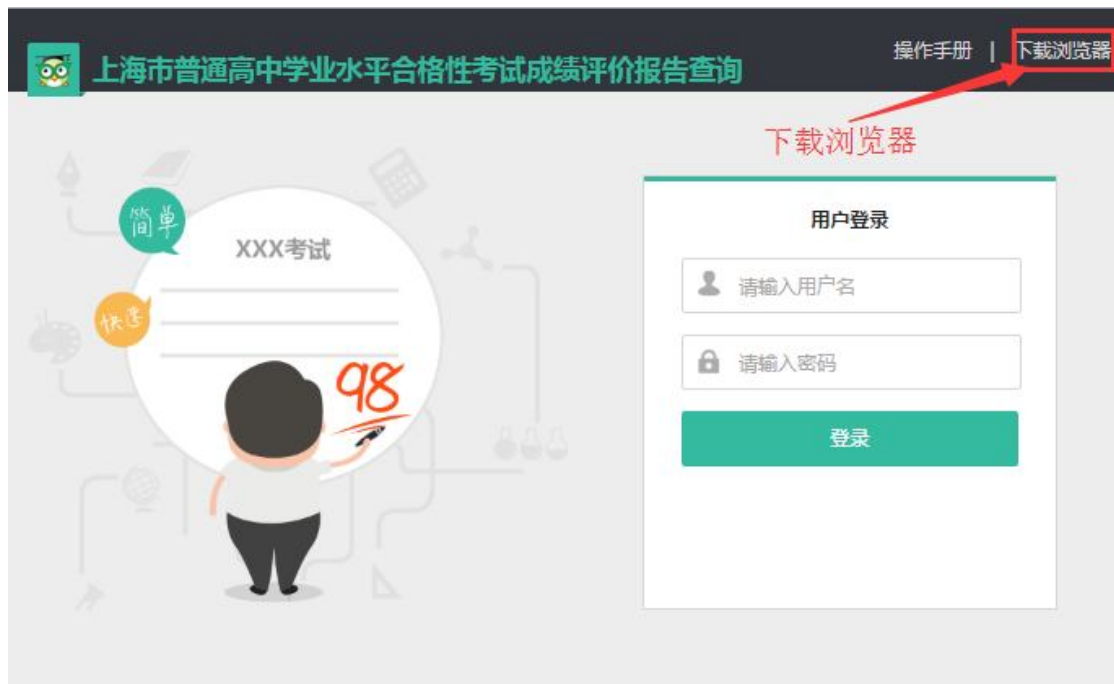 操作手册 | 下载浏览器
上海市普通高中学业水平合格性考试成绩评价报告查询
下载浏览器
简单
快速
XXX考试
98
用户登录
请输入用户名
请输入密码
登录